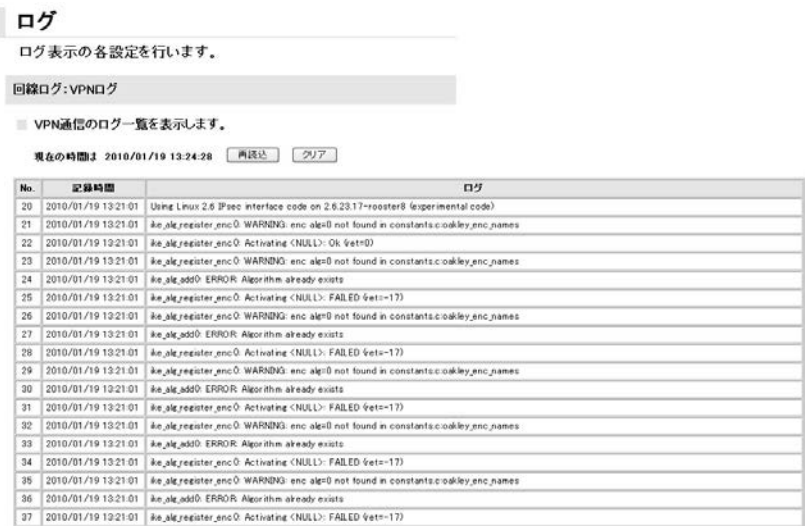 ログ
ログ表示の各設定を行います。
回線ログ:VPNログ
VPN通信のログ一覧を表示します。
現在の時間は 2010/01/19 13:24:28 再読込 クリア
No. 記録時間 ログ
20 2010/01/19 13:21:01 Using Linux 2.6 IPsec interface code on 2.6.23.17-rooster8 (experimental code)
21 2010/01/19 13:21:01 ike_alg_register_enc(): WARNING: enc alg=0 not found in constants.c:oakley_enc_names
22 2010/01/19 13:21:01 ike_alg_register_enc(): Activating <NULL>: Ok (ret=0)
23 2010/01/19 13:21:01 ike_alg_register_enc(): WARNING: enc alg=0 not found in constants.c:oakley_enc_names
24 2010/01/19 13:21:01 ike_alg_add(): ERROR: Algorithm already exists
25 2010/01/19 13:21:01 ike_alg_register_enc(): Activating <NULL>: FAILED (ret=-17)
26 2010/01/19 13:21:01 ike_alg_register_enc(): WARNING: enc alg=0 not found in constants.c:oakley_enc_names
27 2010/01/19 13:21:01 ike_alg_add(): ERROR: Algorithm already exists
28 2010/01/19 13:21:01 ike_alg_register_enc(): Activating <NULL>: FAILED (ret=-17)
29 2010/01/19 13:21:01 ike_alg_register_enc(): WARNING: enc alg=0 not found in constants.c:oakley_enc_names
30 2010/01/19 13:21:01 ike_alg_add(): ERROR: Algorithm already exists
31 2010/01/19 13:21:01 ike_alg_register_enc(): Activating <NULL>: FAILED (ret=-17)
32 2010/01/19 13:21:01 ike_alg_register_enc(): WARNING: enc alg=0 not found in constants.c:oakley_enc_names
33 2010/01/19 13:21:01 ike_alg_add(): ERROR: Algorithm already exists
34 2010/01/19 13:21:01 ike_alg_register_enc(): Activating <NULL>: FAILED (ret=-17)
35 2010/01/19 13:21:01 ike_alg_register_enc(): WARNING: enc alg=0 not found in constants.c:oakley_enc_names
36 2010/01/19 13:21:01 ike_alg_add(): ERROR: Algorithm already exists
37 2010/01/19 13:21:01 ike_alg_register_enc(): Activating <NULL>: FAILED (ret=-17)